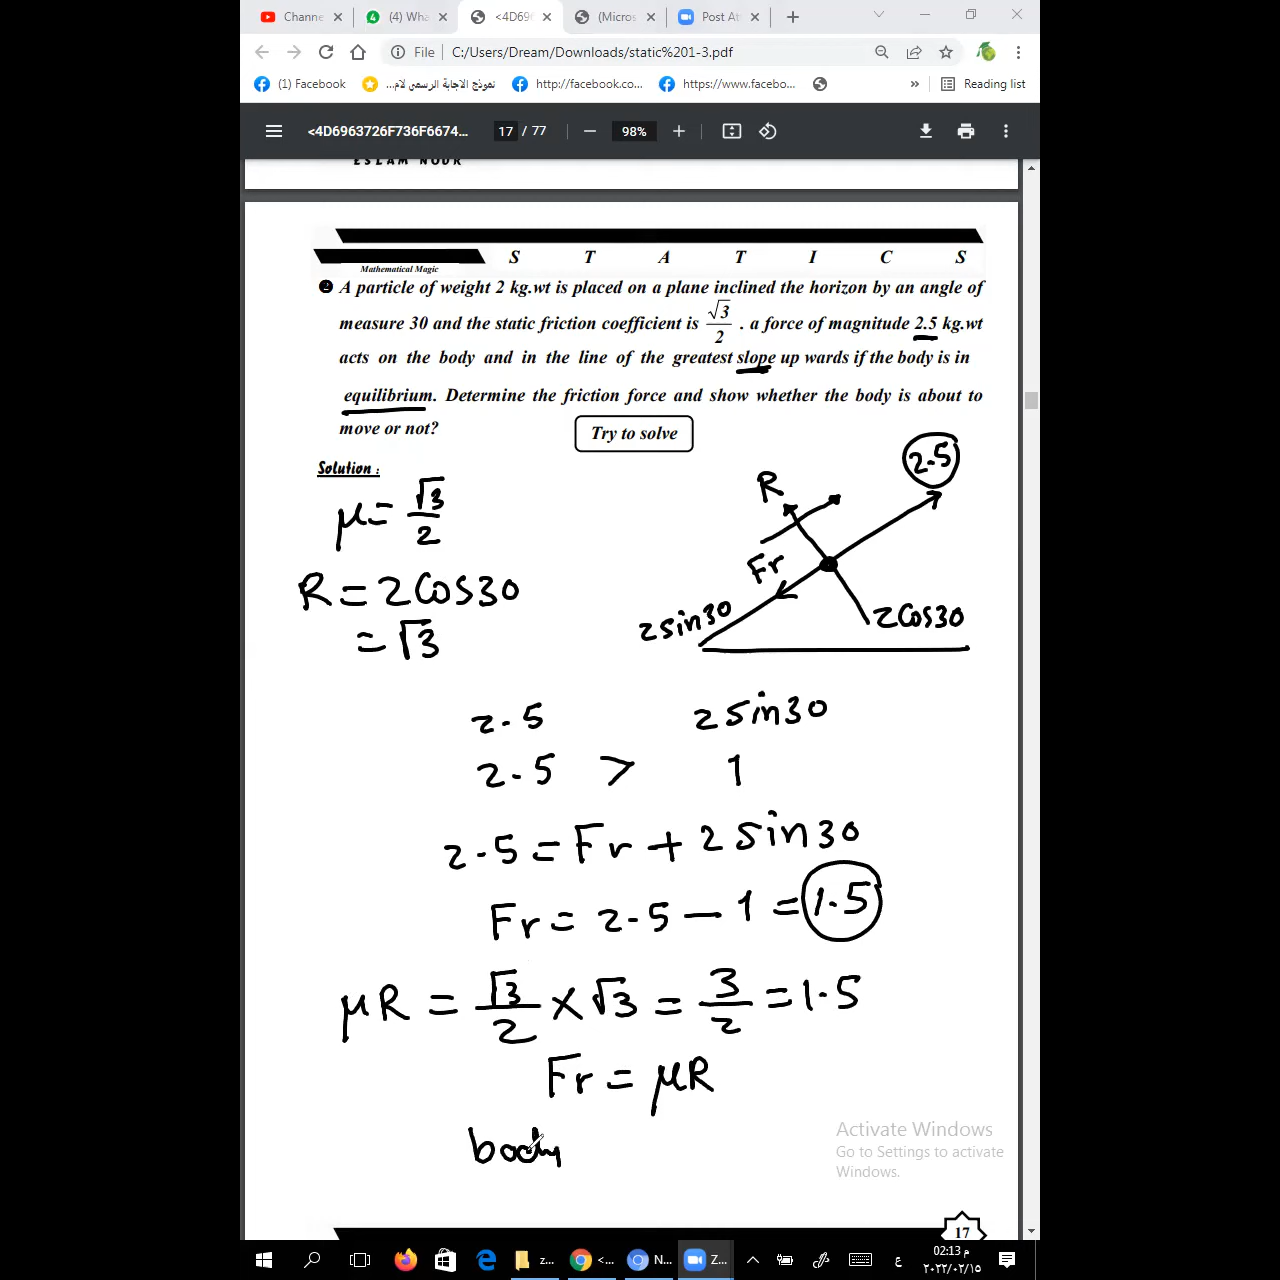 Channe
(4) Wha
<4D696
(Micros
Post At
File C:/Users/Dream/Downloads/static%201-3.pdf
(1) Facebook
نموذج الاجابة الرسمى لام...
http://facebook.co...
https://www.facebo...
»
Reading list
<4D6963726F736F6674...
17 / 77
98%
ESLAM NOUR
S T A T I C S
Mathematical Magic
2 A particle of weight 2 kg.wt is placed on a plane inclined the horizon by an angle of
measure 30 and the static friction coefficient is √3/2 . a force of magnitude 2.5 kg.wt
acts on the body and in the line of the greatest slope up wards if the body is in
equilibrium. Determine the friction force and show whether the body is about to
move or not?
Try to solve
Solution :
μ = √3/2
R = 2Cos30
= √3
2.5
R
Fr
2sin30
2Cos30
2.5 2sin30
2.5 > 1
2.5 = Fr + 2sin30
Fr = 2.5 — 1 = 1.5
μR = √3/2 × √3 = 3/2 = 1.5
Fr = μR
body
Activate Windows
Go to Settings to activate
Windows.
17
z...
<...
N...
Z...
ع
02:13 م
٢٠٢٢/٠٢/١٥